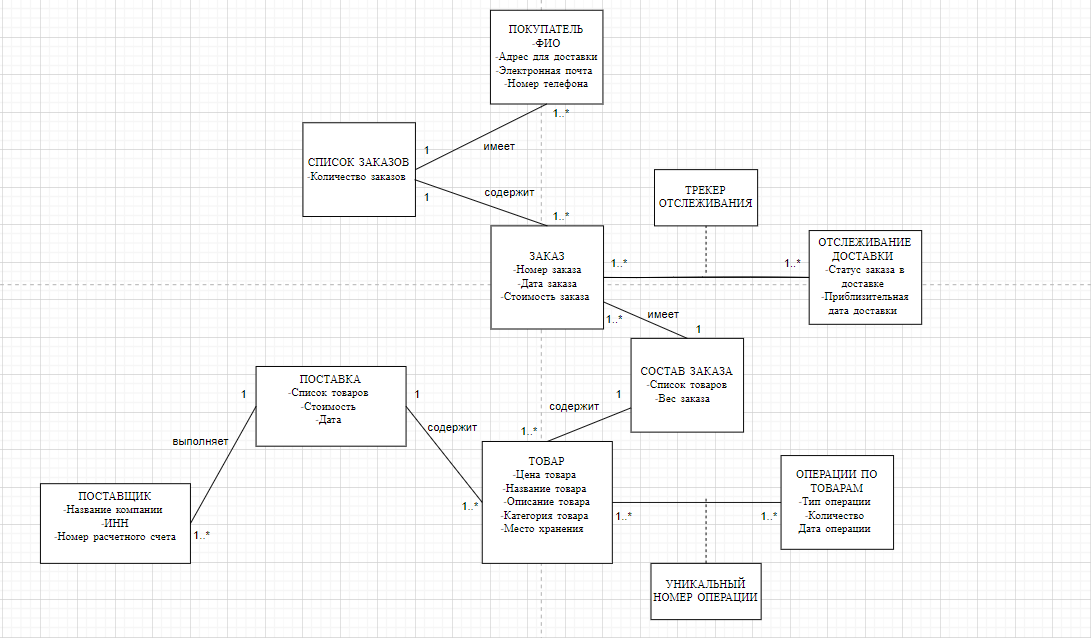 ПОКУПАТЕЛЬ
-ФИО
-Адрес для доставки
-Электронная почта
-Номер телефона
1..*
1
имеет
СПИСОК ЗАКАЗОВ
-Количество заказов
1
содержит
1..*
ТРЕКЕР
ОТСЛЕЖИВАНИЯ
ЗАКАЗ
-Номер заказа
-Дата заказа
-Стоимость заказа
1..*
1..*
ОТСЛЕЖИВАНИЕ
ДОСТАВКИ
-Статус заказа в
доставке
-Приблизительная
дата доставки
1..*
имеет
1
СОСТАВ ЗАКАЗА
-Список товаров
-Вес заказа
1
содержит
1..*
ПОСТАВКА
-Список товаров
-Стоимость
-Дата
1
1
содержит
1..*
выполняет
ПОСТАВЩИК
-Название компании
-ИНН
-Номер расчетного счета
1..*
ТОВАР
-Цена товара
-Название товара
-Описание товара
-Категория товара
-Место хранения
1..*
1..*
ОПЕРАЦИИ ПО
ТОВАРАМ
-Тип операции
-Количество
Дата операции
УНИКАЛЬНЫЙ
НОМЕР ОПЕРАЦИИ